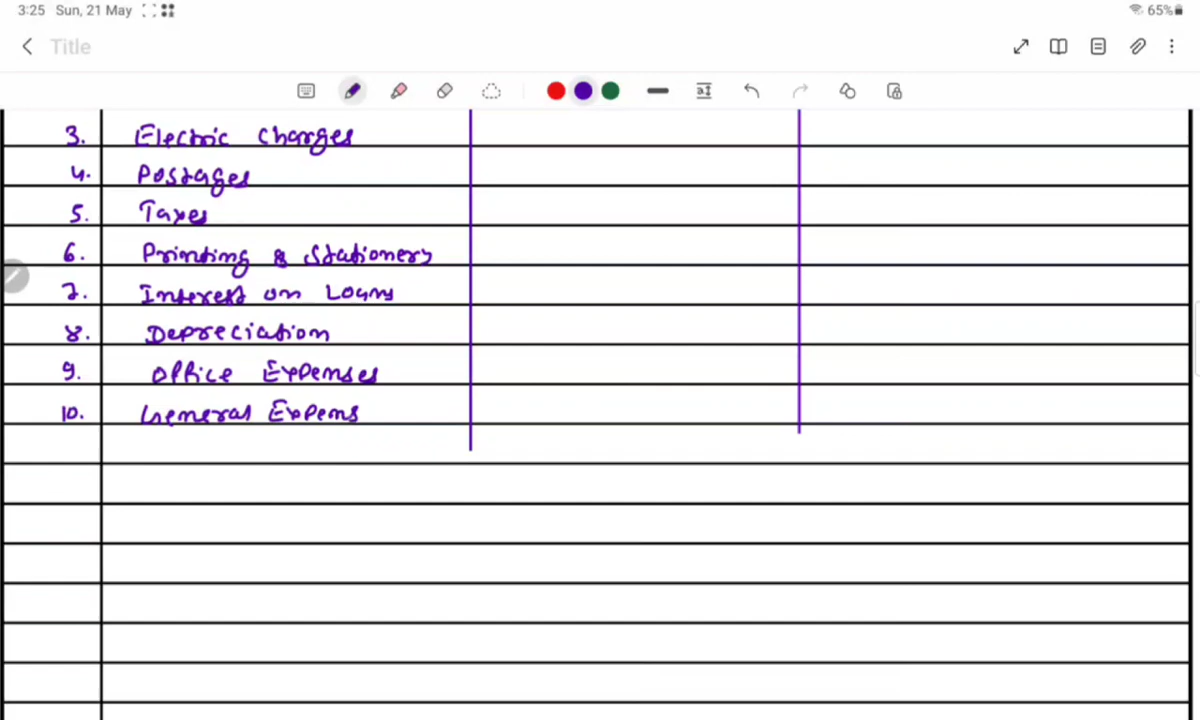 3:25 Sun, 21 May 65%
Title
3. Electric Charges
4. Postages
5. Taxes
6. Printing & Stationery
7. Interest on Loans
8. Depreciation
9. Office Expenses
10. General Expens